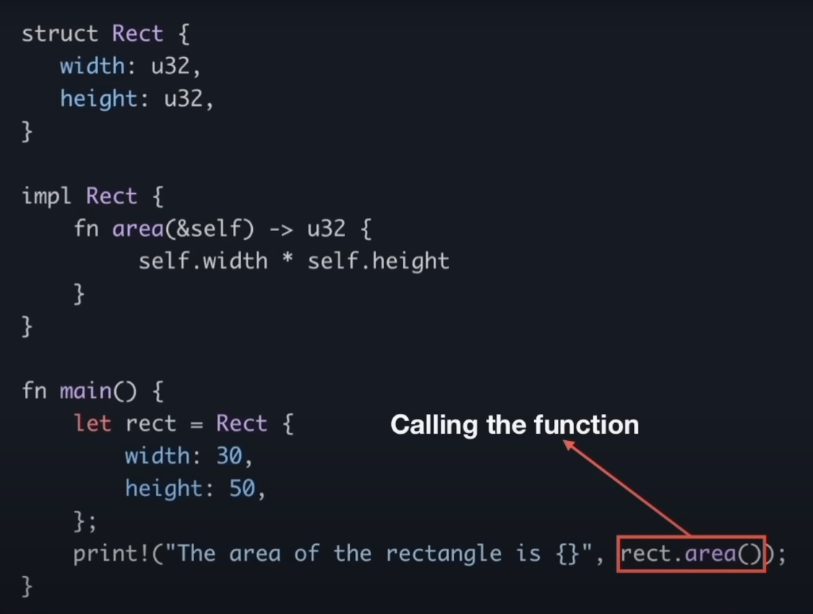 struct Rect {
   width: u32,
   height: u32,
}

impl Rect {
    fn area(&self) -> u32 {
         self.width * self.height
    }
}

fn main() {
    let rect = Rect {
Calling the function
        width: 30,
        height: 50,
    };
    print!("The area of the rectangle is {}", rect.area());
}